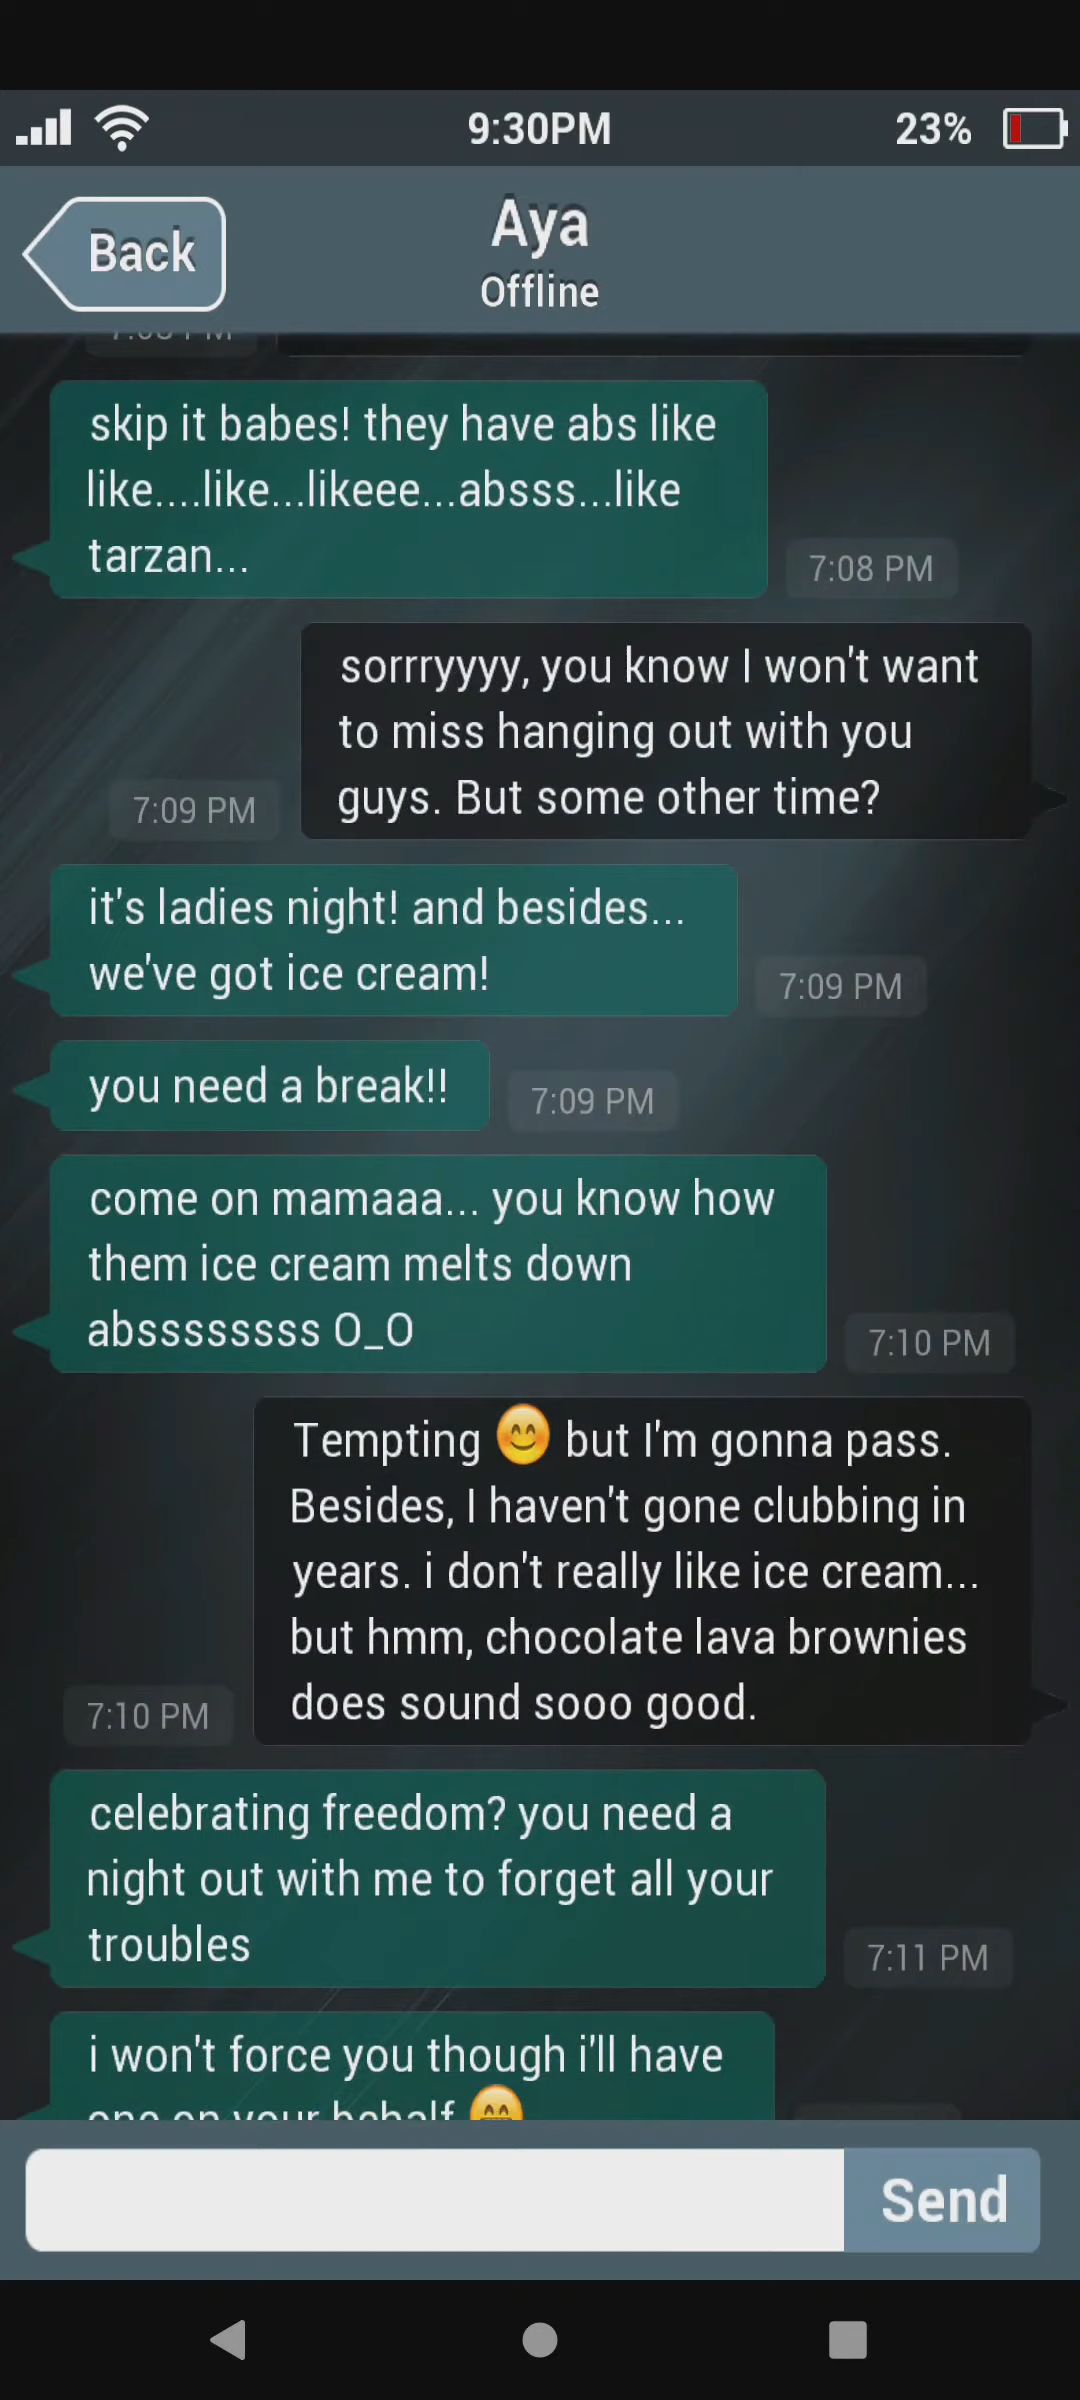 9:30PM
23%
Back
Aya
Offline
skip it babes! they have abs like
like....like...likeee...absss...like
tarzan...
7:08 PM
sorrryyyy, you know I won't want
to miss hanging out with you
guys. But some other time?
7:09 PM
it's ladies night! and besides...
we've got ice cream!
7:09 PM
you need a break!!
7:09 PM
come on mamaaa... you know how
them ice cream melts down
abssssssss O_O
7:10 PM
Tempting 😊 but I'm gonna pass.
Besides, I haven't gone clubbing in
years. i don't really like ice cream...
but hmm, chocolate lava brownies
does sound sooo good.
7:10 PM
celebrating freedom? you need a
night out with me to forget all your
troubles
7:11 PM
i won't force you though i'll have
one on your behalf 😁
Send